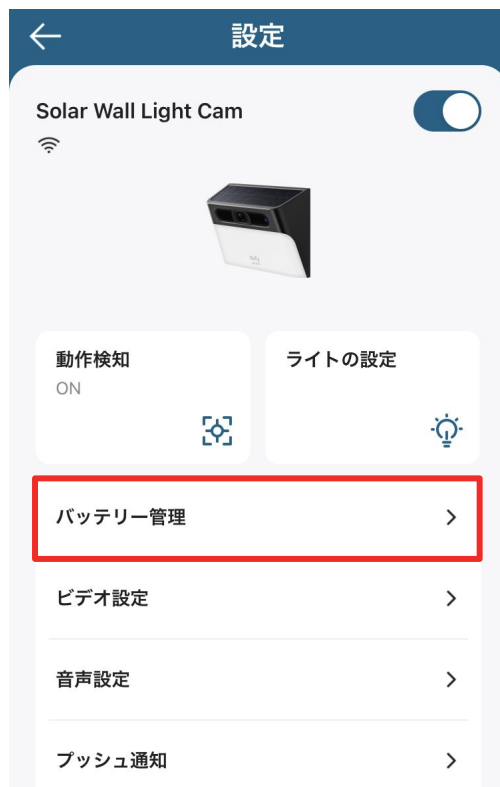 設定
Solar Wall Light Cam
eufy
動作検知
ON
ライトの設定
バッテリー管理
ビデオ設定
音声設定
プッシュ通知